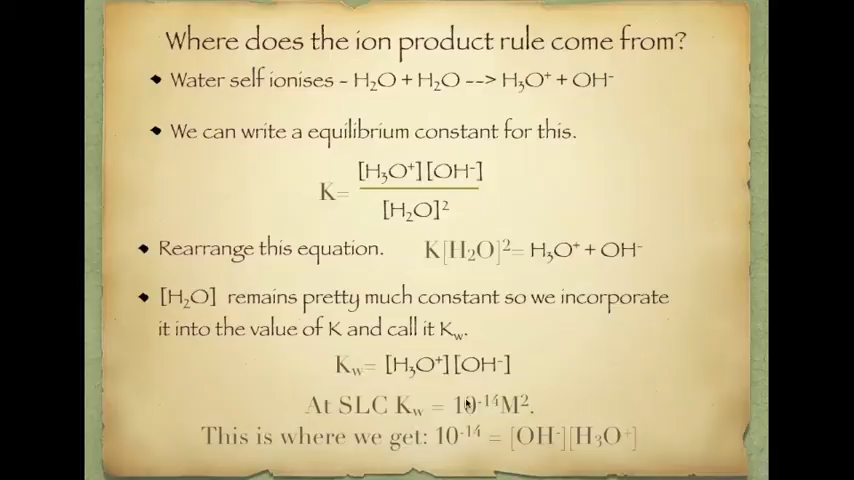 Where does the ion product rule come from?
◆ Water self ionises - H₂O + H₂O --> H₃O⁺ + OH⁻
◆ We can write a equilibrium constant for this.
K= [H₃O⁺][OH⁻]
[H₂O]²
◆ Rearrange this equation. K[H₂O]²= H₃O⁺ + OH⁻
◆ [H₂O] remains pretty much constant so we incorporate
it into the value of K and call it Kw.
Kw= [H₃O⁺][OH⁻]
At SLC Kw = 10⁻¹⁴M².
This is where we get: 10⁻¹⁴ = [OH⁻][H₃O⁺]